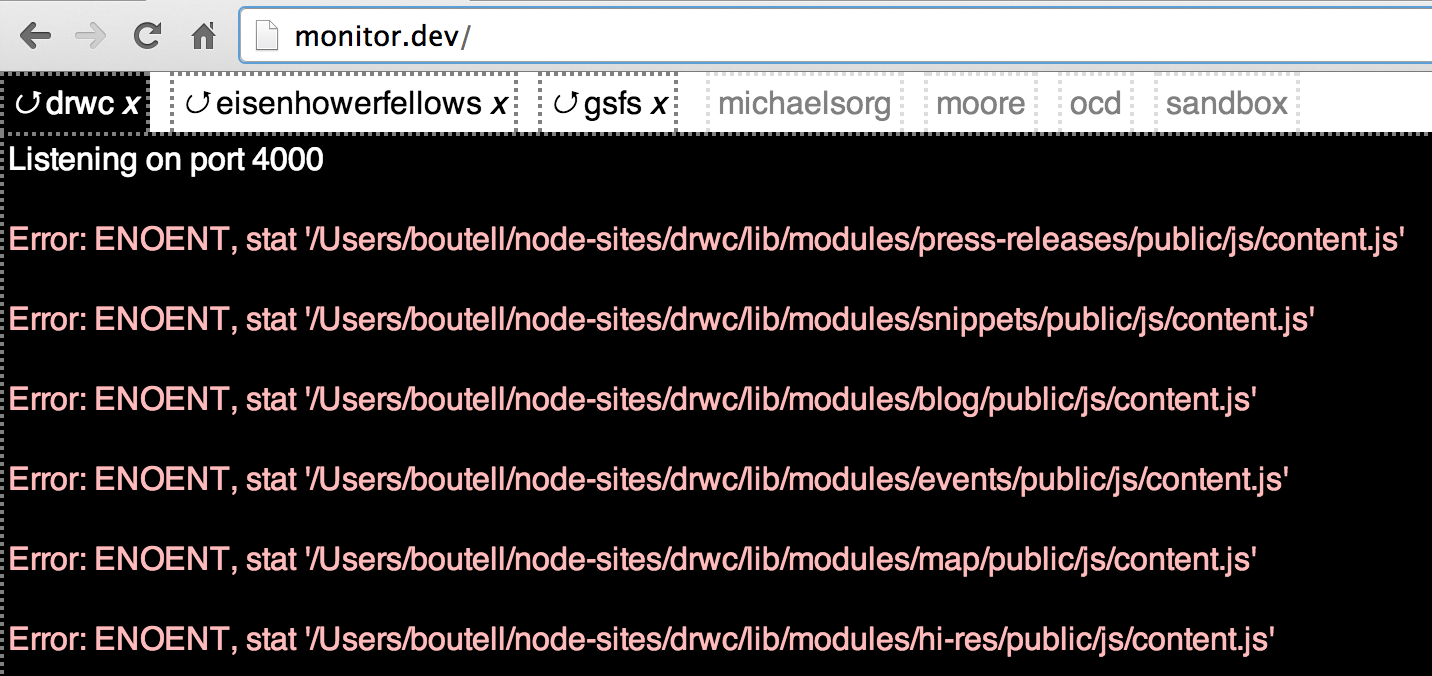 monitor.dev/
drwc x eisenhowerfellows x gsfs x michaelsorg moore ocd sandbox
Listening on port 4000
Error: ENOENT, stat '/Users/boutell/node-sites/drwc/lib/modules/press-releases/public/js/content.js'
Error: ENOENT, stat '/Users/boutell/node-sites/drwc/lib/modules/snippets/public/js/content.js'
Error: ENOENT, stat '/Users/boutell/node-sites/drwc/lib/modules/blog/public/js/content.js'
Error: ENOENT, stat '/Users/boutell/node-sites/drwc/lib/modules/events/public/js/content.js'
Error: ENOENT, stat '/Users/boutell/node-sites/drwc/lib/modules/map/public/js/content.js'
Error: ENOENT, stat '/Users/boutell/node-sites/drwc/lib/modules/hi-res/public/js/content.js'